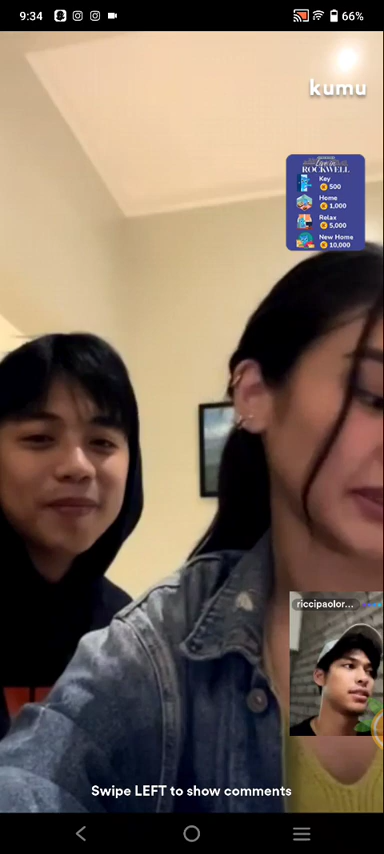 9:34
66%
kumu
Live in
ROCKWELL
Key
500
Home
1,000
Relax
5,000
New Home
10,000
riccipaolor...
Swipe LEFT to show comments